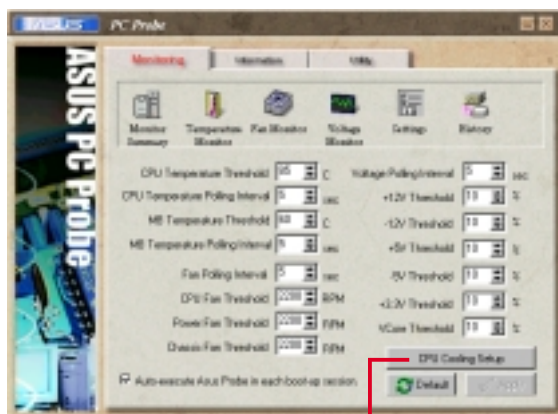 ASUS PC Probe
ASUS PC Probe
Monitoring Information Utility
Monitor Summary
Temperature Monitor
Fan Monitor
Voltage Monitor
Settings
History
CPU Temperature Threshold C
CPU Temperature Polling Interval 5 sec
MB Temperature Threshold 60 C
MB Temperature Polling Interval 5 sec
Fan Polling Interval 5 sec
CPU Fan Threshold 2200 RPM
Power Fan Threshold 2200 RPM
Chassis Fan Threshold 2200 RPM
Voltage Polling Interval 5 sec
+12V Threshold 10 %
-12V Threshold 10 %
+5V Threshold 10 %
-5V Threshold 10 %
+3.3V Threshold 10 %
VCore Threshold 10 %
CPU Cooling Setup
Auto-execute Asus Probe in each boot-up session.
Default Apply